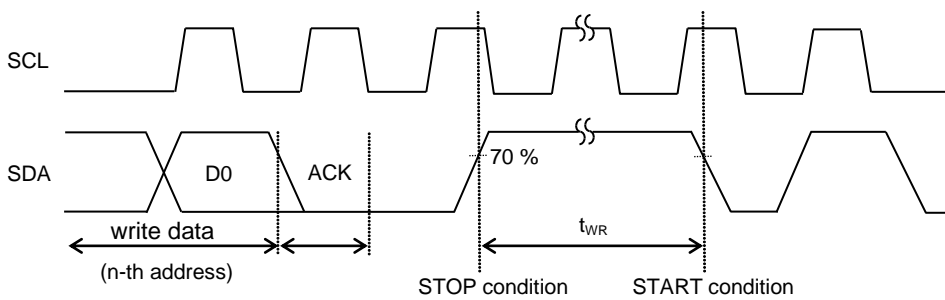 SCL
SDA
D0
ACK
70 %
write data
(n-th address)
tWR
STOP condition
START condition